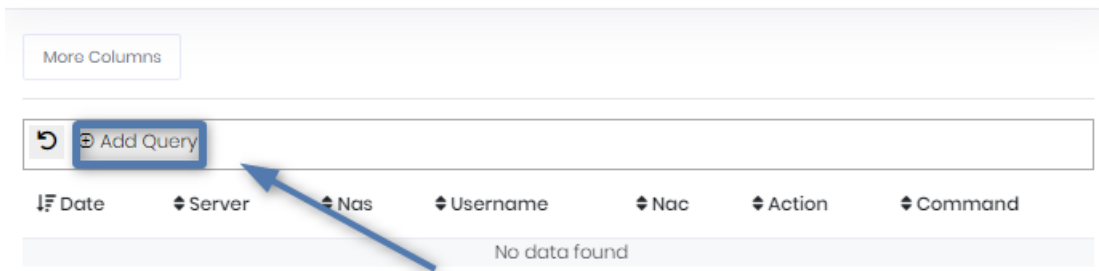 More Columns
Add Query
Date Server Nas Username Nac Action Command
No data found